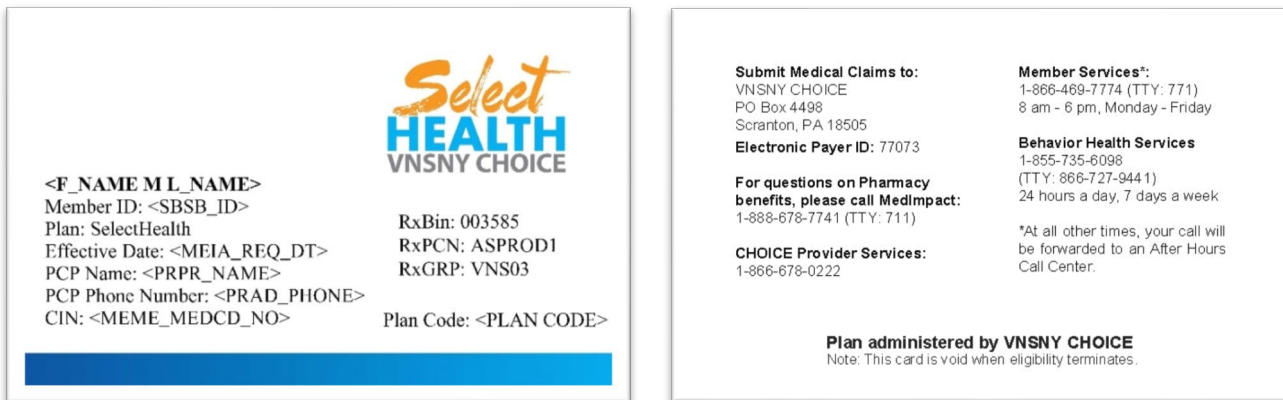 Select
HEALTH
VNSNY CHOICE
<F_NAME M L_NAME>
Member ID: <SBSB_ID>
Plan: SelectHealth
Effective Date: <MEIA_REQ_DT>
PCP Name: <PRPR_NAME>
PCP Phone Number: <PRAD_PHONE>
CIN: <MEME_MEDCD_NO>
RxBin: 003585
RxPCN: ASPROD1
RxGRP: VNS03
Plan Code: <PLAN CODE>
Submit Medical Claims to:
VNSNY CHOICE
PO Box 4498
Scranton, PA 18505
Electronic Payer ID: 77073
For questions on Pharmacy
benefits, please call MedImpact:
1-888-678-7741 (TTY: 711)
CHOICE Provider Services:
1-866-678-0222
Member Services*:
1-866-469-7774 (TTY: 771)
8 am - 6 pm, Monday - Friday
Behavior Health Services
1-855-735-6098
(TTY: 866-727-9441)
24 hours a day, 7 days a week
*At all other times, your call will
be forwarded to an After Hours
Call Center.
Plan administered by VNSNY CHOICE
Note: This card is void when eligibility terminates.